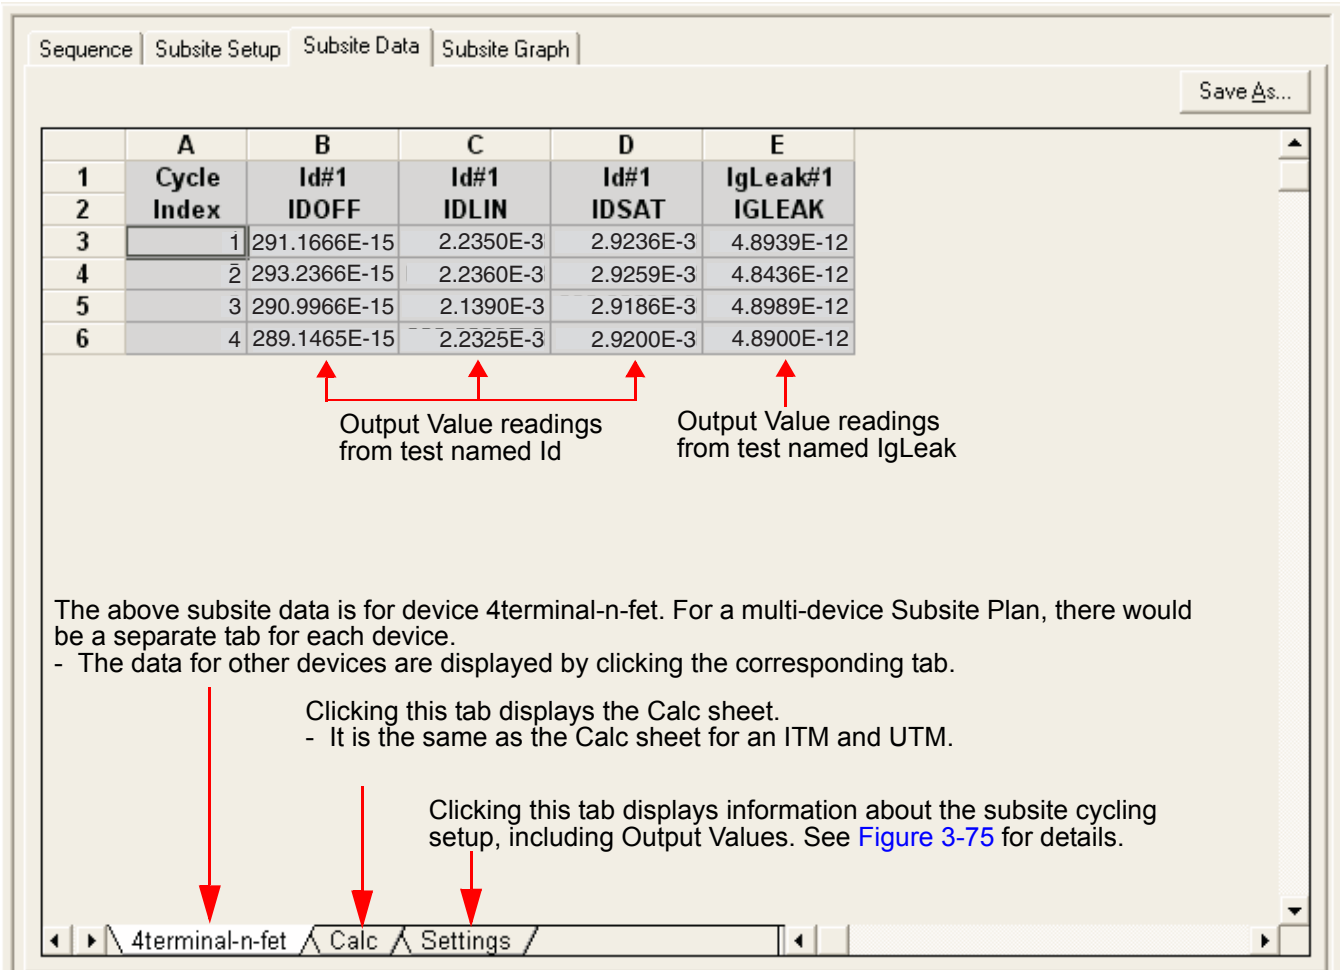 Sequence Subsite Setup Subsite Data Subsite Graph
Save As...
A B C D E
1 Cycle Id#1 Id#1 Id#1 IgLeak#1
2 Index IDOFF IDLIN IDSAT IGLEAK
3 1 291.1666E-15 2.2350E-3 2.9236E-3 4.8939E-12
4 2 293.2366E-15 2.2360E-3 2.9259E-3 4.8436E-12
5 3 290.9966E-15 2.1390E-3 2.9186E-3 4.8989E-12
6 4 289.1465E-15 2.2325E-3 2.9200E-3 4.8900E-12
Output Value readings
from test named Id
Output Value readings
from test named IgLeak
The above subsite data is for device 4terminal-n-fet. For a multi-device Subsite Plan, there would
be a separate tab for each device.
- The data for other devices are displayed by clicking the corresponding tab.
Clicking this tab displays the Calc sheet.
- It is the same as the Calc sheet for an ITM and UTM.
Clicking this tab displays information about the subsite cycling
setup, including Output Values. See Figure 3-75 for details.
4terminal-n-fet Calc Settings